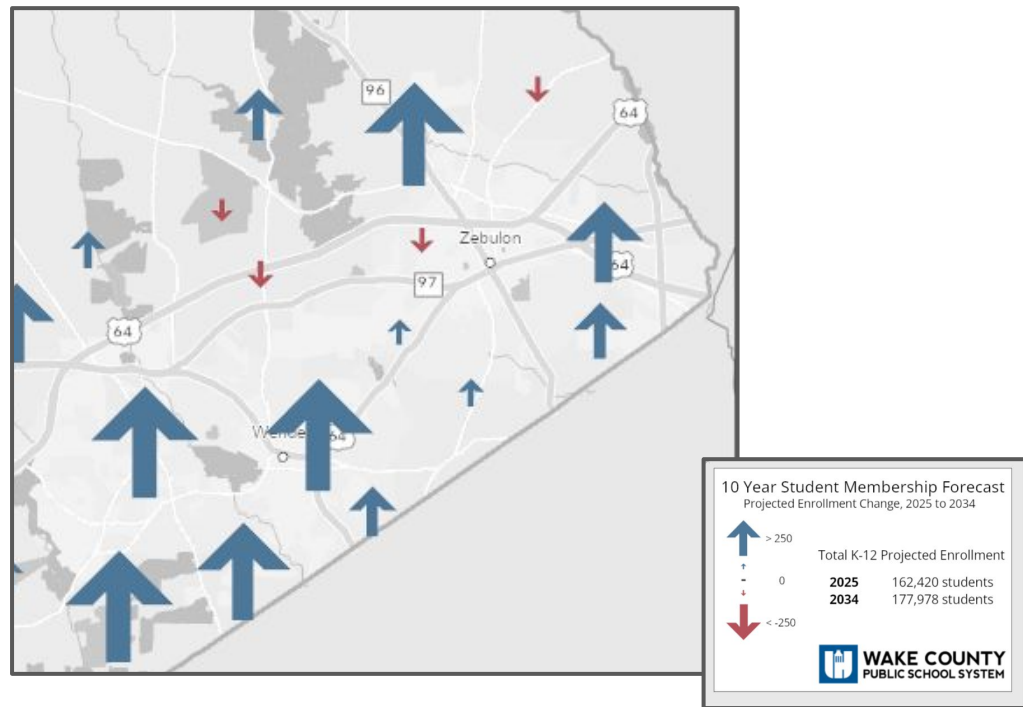 96
64
Zebulon
64
97
64
64
10 Year Student Membership Forecast
Projected Enrollment Change, 2025 to 2034
> 250
Total K-12 Projected Enrollment
0
2025 162,420 students
2034 177,978 students
< -250
WAKE COUNTY
PUBLIC SCHOOL SYSTEM